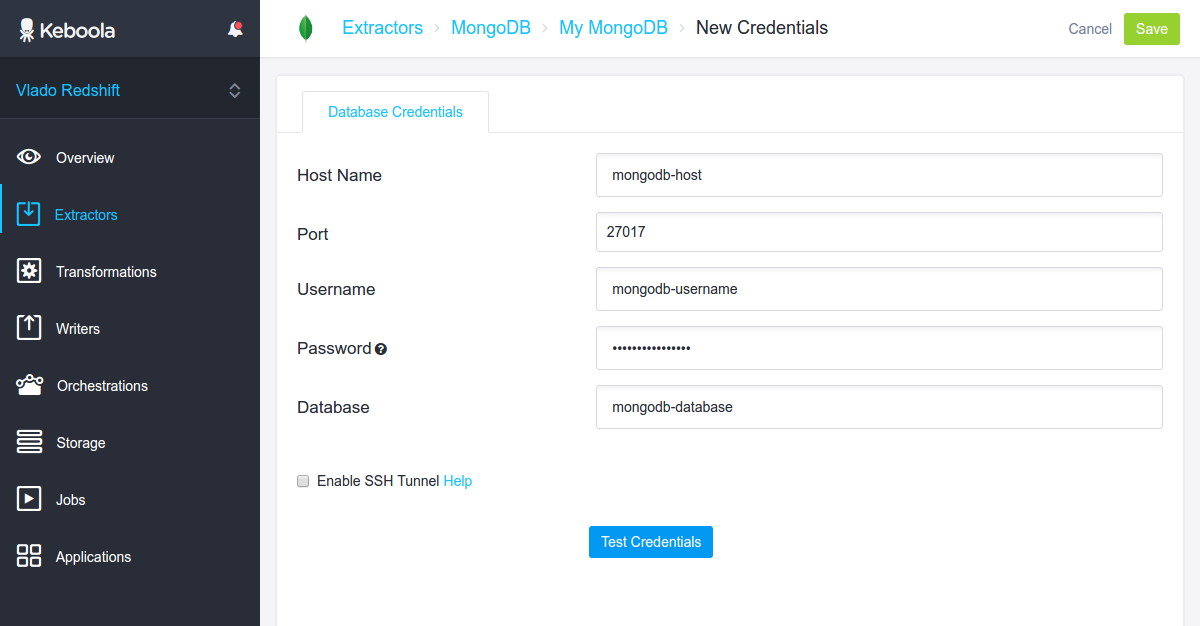 Keboola
Extractors › MongoDB › My MongoDB › New Credentials
Cancel
Save
Vlado Redshift
Overview
Extractors
Transformations
Writers
Orchestrations
Storage
Jobs
Applications
Database Credentials
Host Name
mongodb-host
Port
27017
Username
mongodb-username
Password ?
••••••••••••••••
Database
mongodb-database
Enable SSH Tunnel Help
Test Credentials